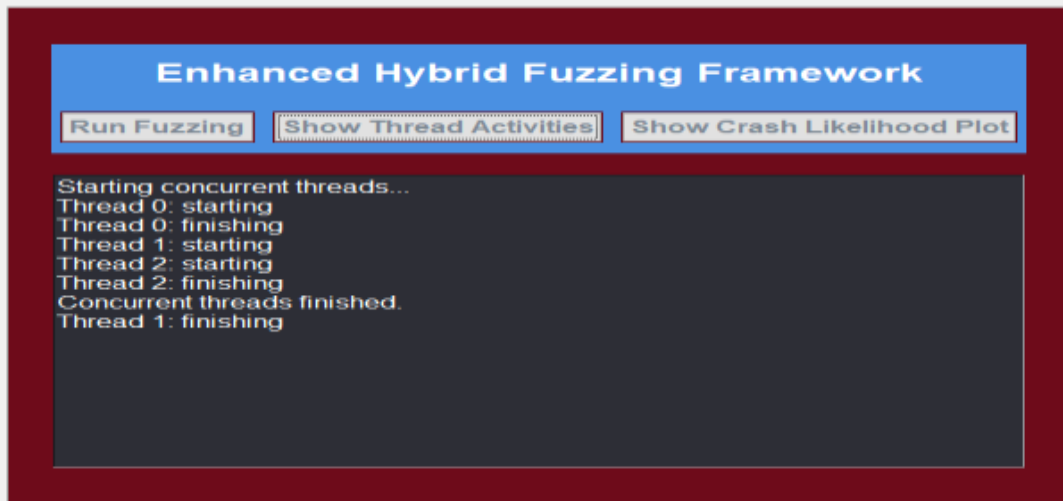 Enhanced Hybrid Fuzzing Framework
Run Fuzzing Show Thread Activities Show Crash Likelihood Plot
Starting concurrent threads...
Thread 0: starting
Thread 0: finishing
Thread 1: starting
Thread 2: starting
Thread 2: finishing
Concurrent threads finished.
Thread 1: finishing